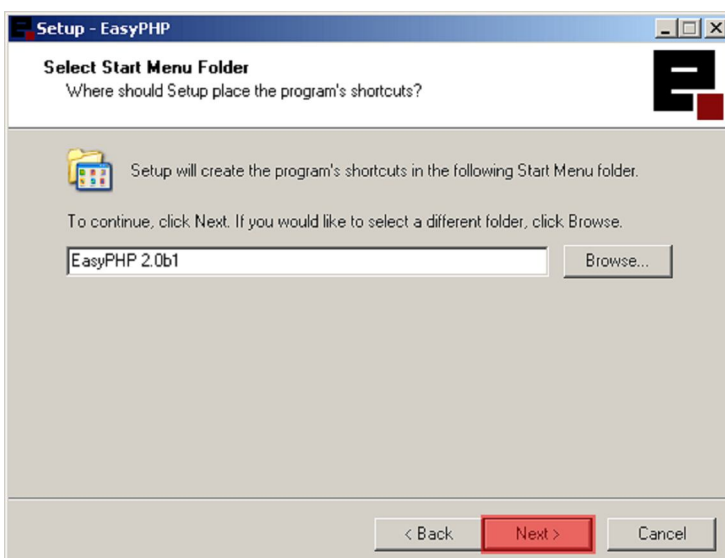 Setup - EasyPHP
Select Start Menu Folder
Where should Setup place the program's shortcuts?
Setup will create the program's shortcuts in the following Start Menu folder.
To continue, click Next. If you would like to select a different folder, click Browse.
EasyPHP 2.0b1
Browse...
< Back
Next >
Cancel